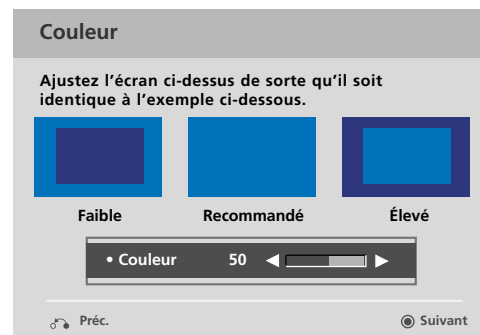 Couleur
Ajustez l'écran ci-dessus de sorte qu'il soit
identique à l'exemple ci-dessous.
Faible Recommandé Élevé
• Couleur 50
Préc. Suivant